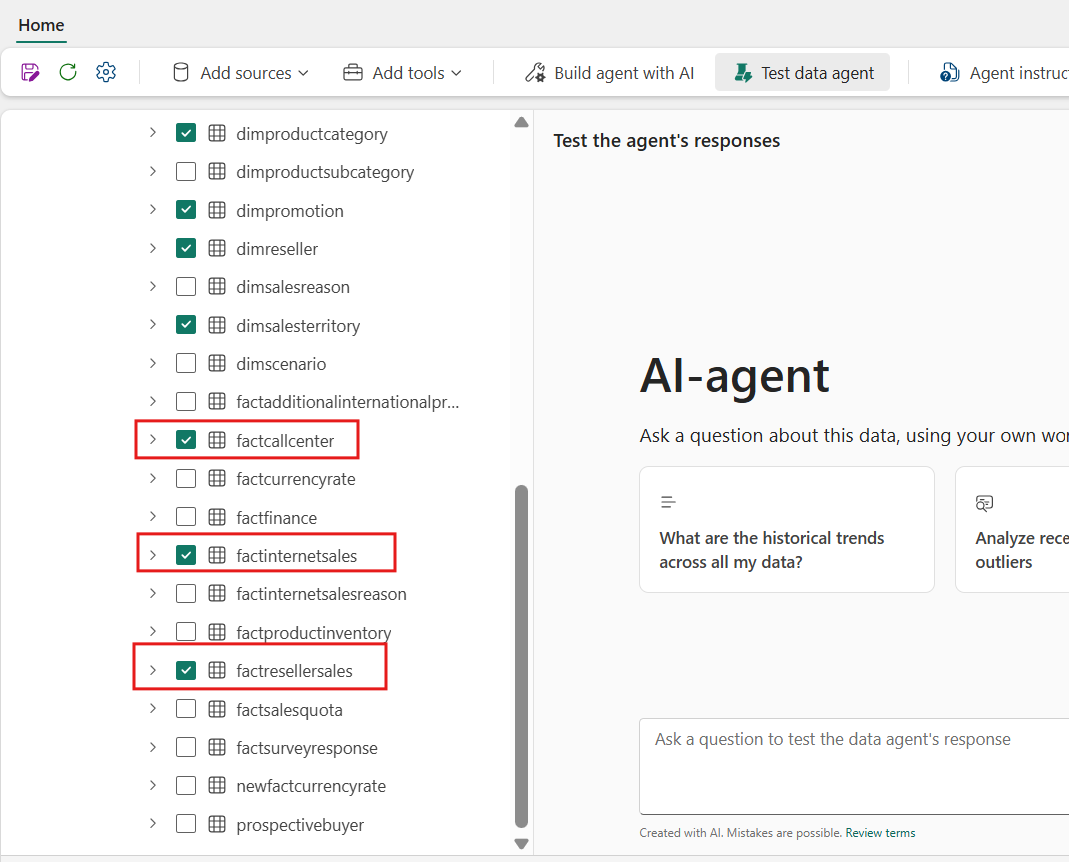 Home
Add sources
Add tools
Build agent with AI
Test data agent
Agent instruc
dimproductcategory
dimproductsubcategory
dimpromotion
dimreseller
dimsalesreason
dimsalesterritory
dimscenario
factadditionalinternationalpr...
factcallcenter
factcurrencyrate
factfinance
factinternetsales
factinternetsalesreason
factproductinventory
factresellersales
factsalesquota
factsurveyresponse
newfactcurrencyrate
prospectivebuyer
Test the agent's responses
AI-agent
Ask a question about this data, using your own wor
What are the historical trends
across all my data?
Analyze rece
outliers
Ask a question to test the data agent's response
Created with AI. Mistakes are possible. Review terms